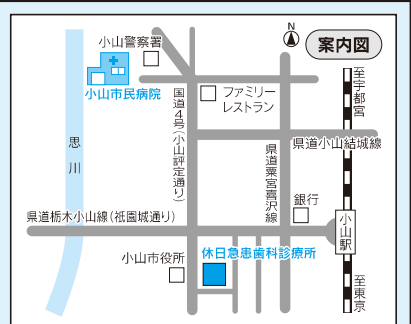 N
案内図
小山警察署
小山市民病院
至宇都宮
ファミリー
レストラン
国道4号(小山評定通り)
思川
県道小山結城線
県道粟宮喜沢線
銀行
県道栃木小山線(祇園城通り)
小山駅
小山市役所
休日急患歯科診療所
至東京